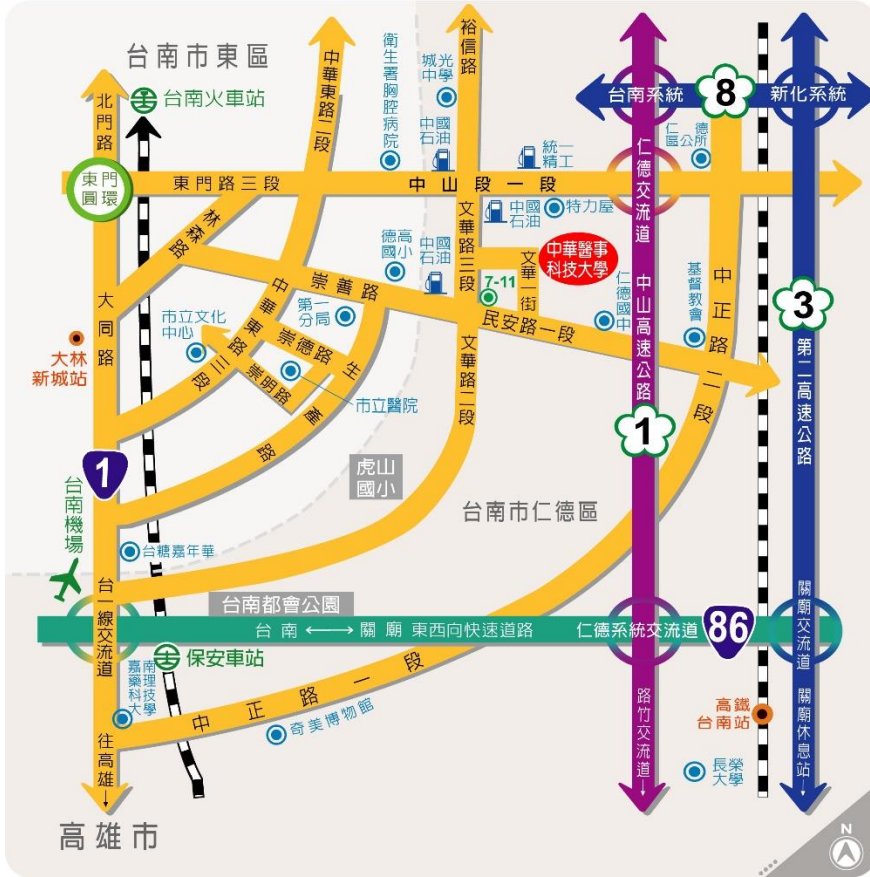 台南市東區
台南火車站
北門路
中華東路二段
衛生署胸腔病院
城光中學
裕信路
中國石油
統一精工
台南系統
8
新化系統
仁德區公所
東門圓環
東門路三段
中山段一段
仁德交流道
林森路
中國石油
特力屋
文華路三段
中華醫事科技大學
文華一街
7-11
德高國小
中國石油
崇善路
民安路一段
仁德國中
基督教會
中正路二段
中山高速公路
3
第二高速公路
大同路
大林新城站
市立文化中心
第一分局
中華東路三段
崇德路
崇明路
市立醫院
生產路
文華路二段
1
1
虎山國小
台南市仁德區
台南機場
台糖嘉年華
台南都會公園
台一線交流道
台南 ⟷ 關廟 東西向快速道路
仁德系統交流道
86
關廟交流道
保安車站
嘉南藥理科技大學
中正路一段
奇美博物館
路竹交流道↓
高鐵台南站
關廟休息站↓
長榮大學
往高雄↓
高雄市
N